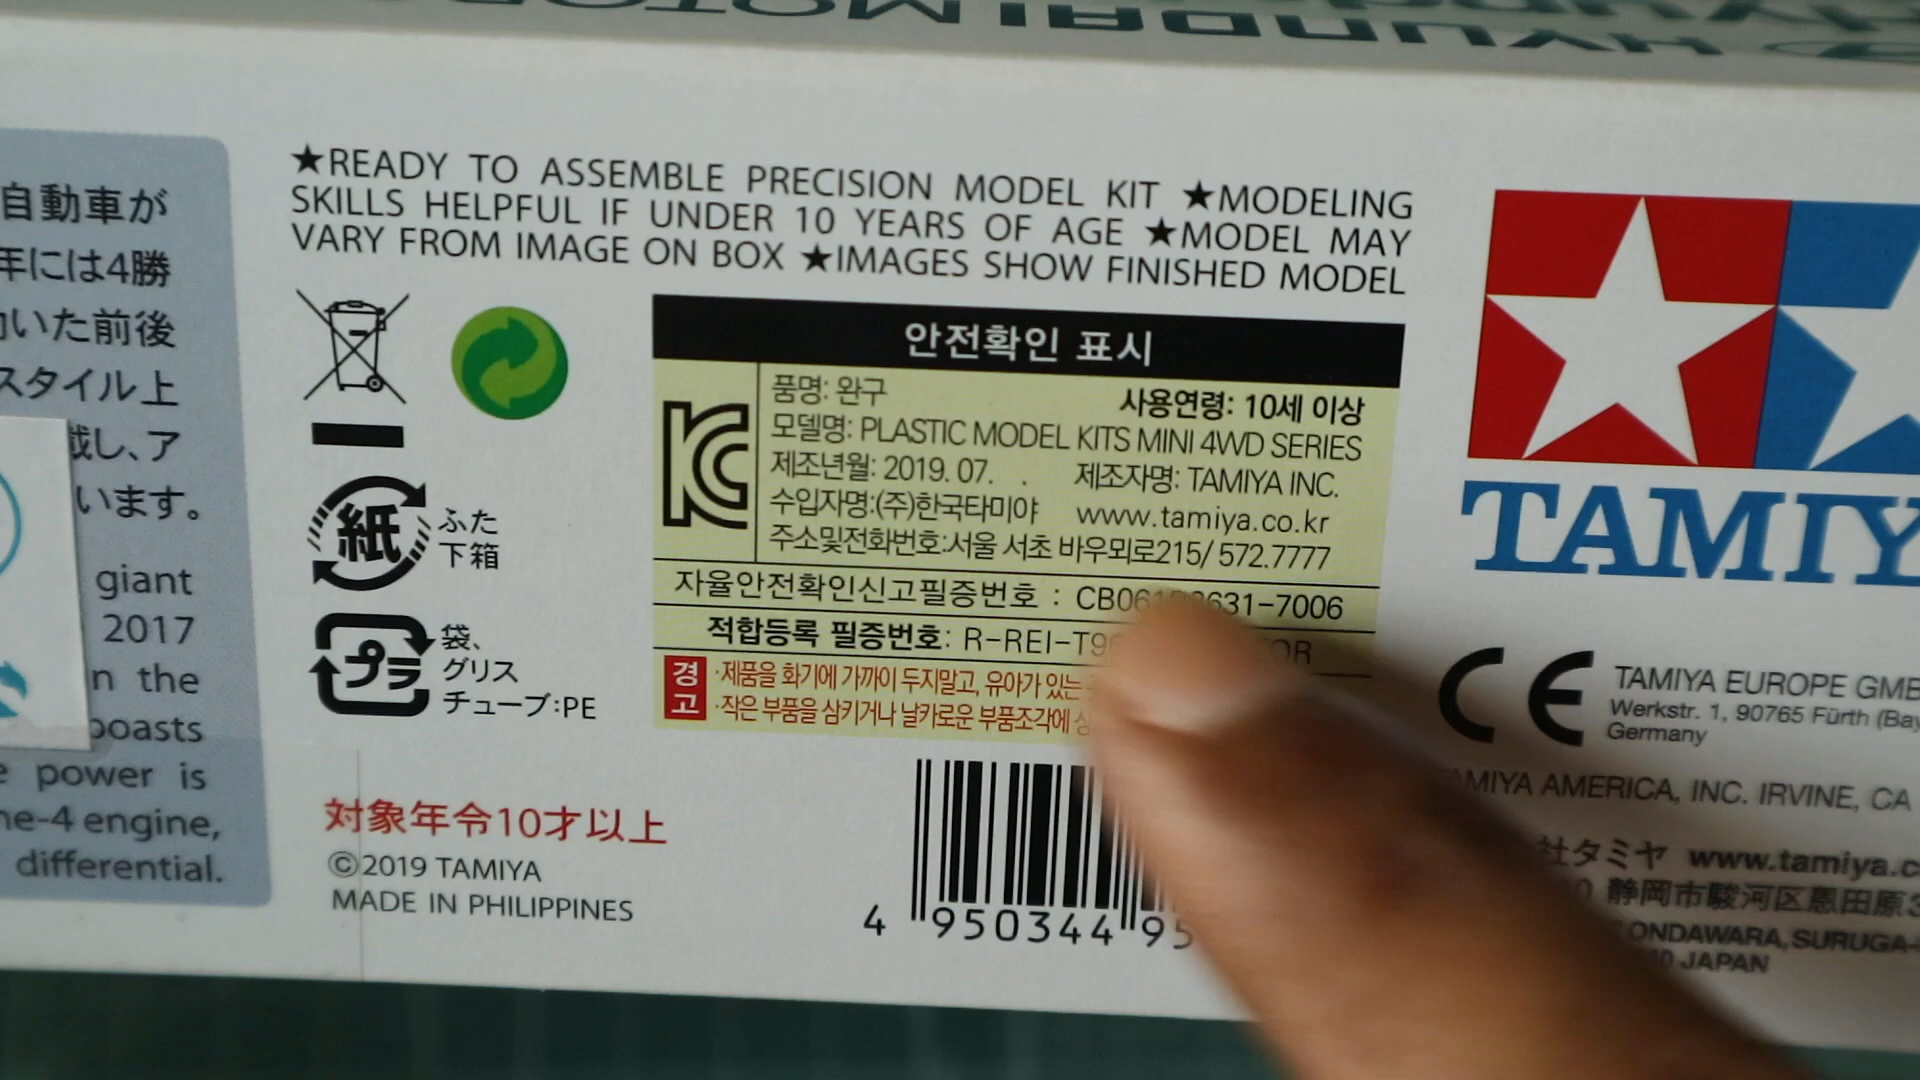 HYUNDAI MOTOR
自動車が
年には4勝
いた前後
スタイル上
載し、ア
います。
giant
2017
n the
boasts
power is
engine,
differential.
★READY TO ASSEMBLE PRECISION MODEL KIT ★MODELING
SKILLS HELPFUL IF UNDER 10 YEARS OF AGE ★MODEL MAY
VARY FROM IMAGE ON BOX ★IMAGES SHOW FINISHED MODEL
紙
ふた
下箱
プラ
袋、
グリス
チューブ:PE
안전확인 표시
품명: 완구 사용연령: 10세 이상
모델명: PLASTIC MODEL KITS MINI 4WD SERIES
제조년월: 2019. 07. . 제조자명: TAMIYA INC.
수입자명:(주)한국타미야 www.tamiya.co.kr
주소및전화번호:서울 서초 바우뫼로215/ 572.7777
자율안전확인신고필증번호 : CB061 631-7006
적합등록 필증번호: R-REI-T9
경고
·제품을 화기에 가까이 두지말고, 유아가 있는
·작은 부품을 삼키거나 날카로운 부품조각에
対象年令10才以上
©2019 TAMIYA
MADE IN PHILIPPINES
4 950344 95
TAMIY
CE
TAMIYA EUROPE GMB
Werkstr. 1, 90765 Fürth (Bay
Germany
AMIYA AMERICA, INC. IRVINE, CA
社タミヤ www.tamiya.c
静岡市駿河区恩田原3
ONDAWARA, SURUGA-
JAPAN